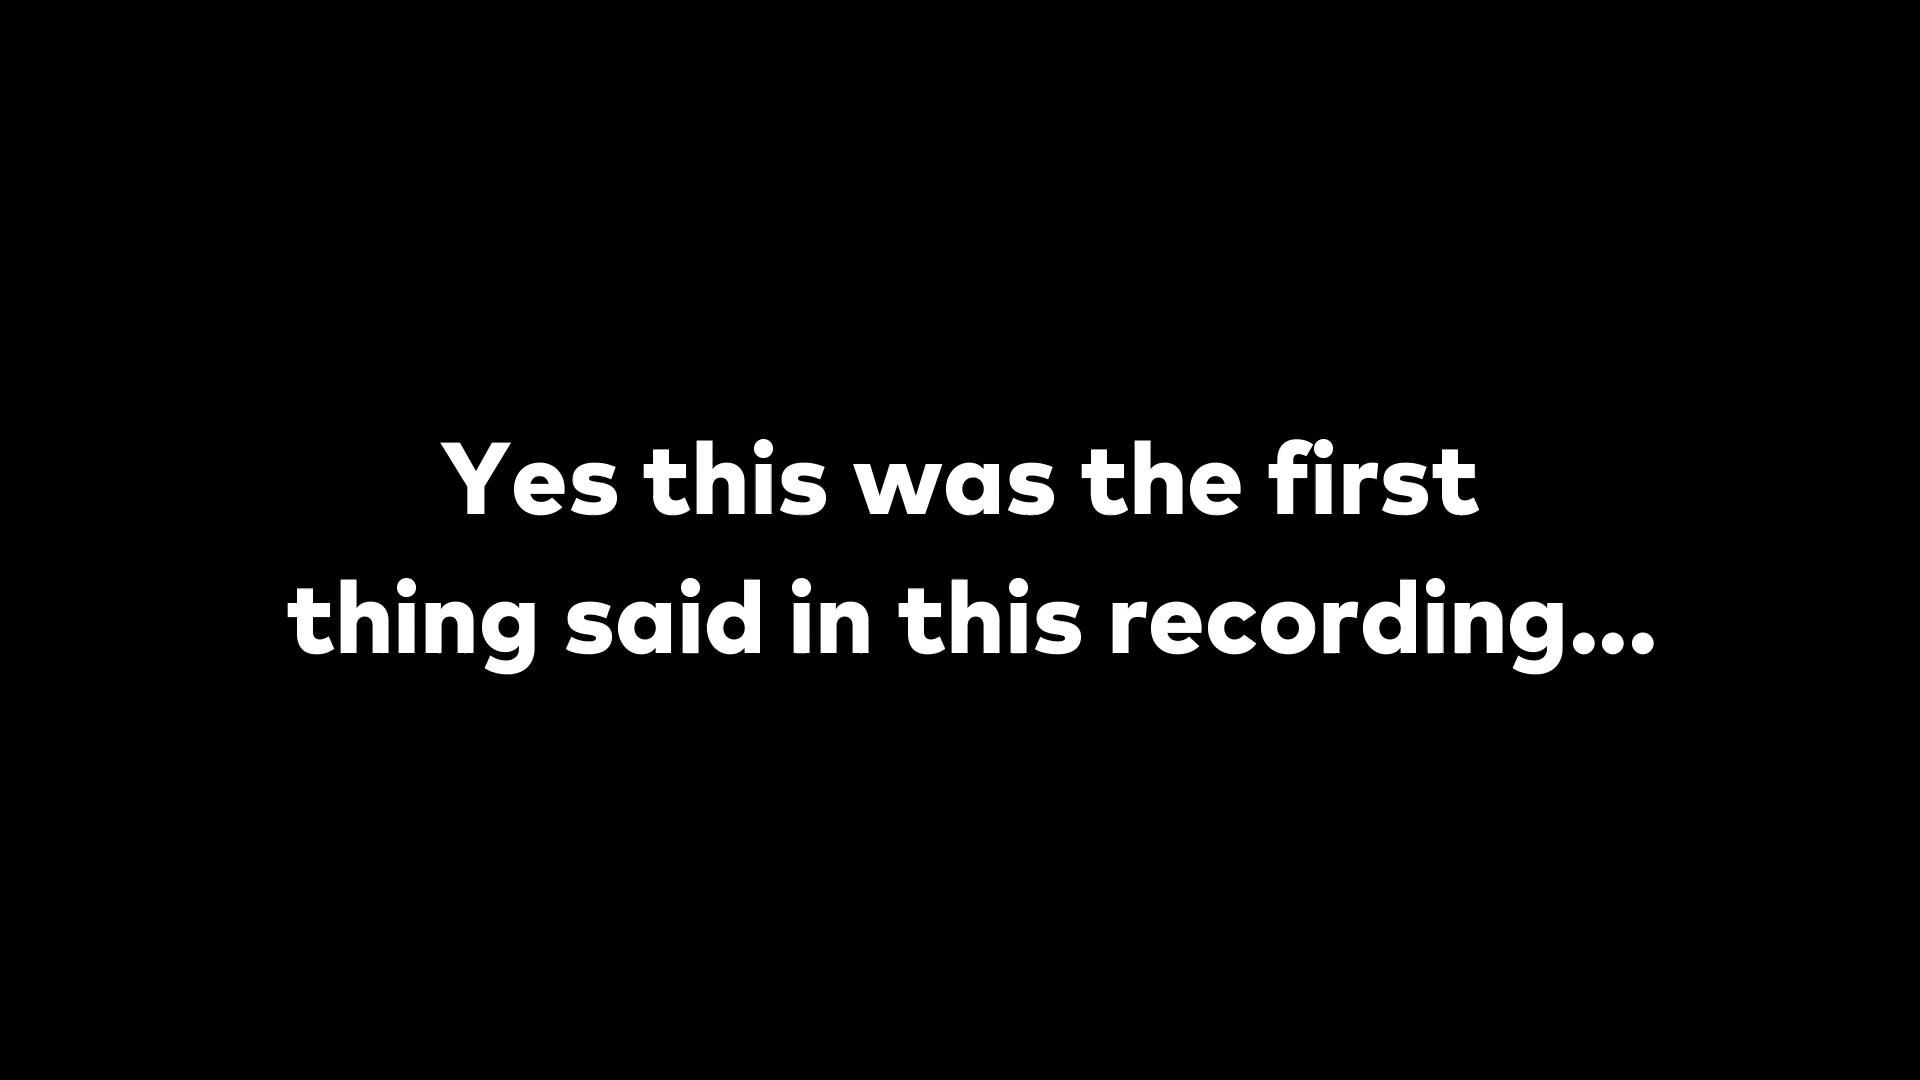 Yes this was the first
thing said in this recording...